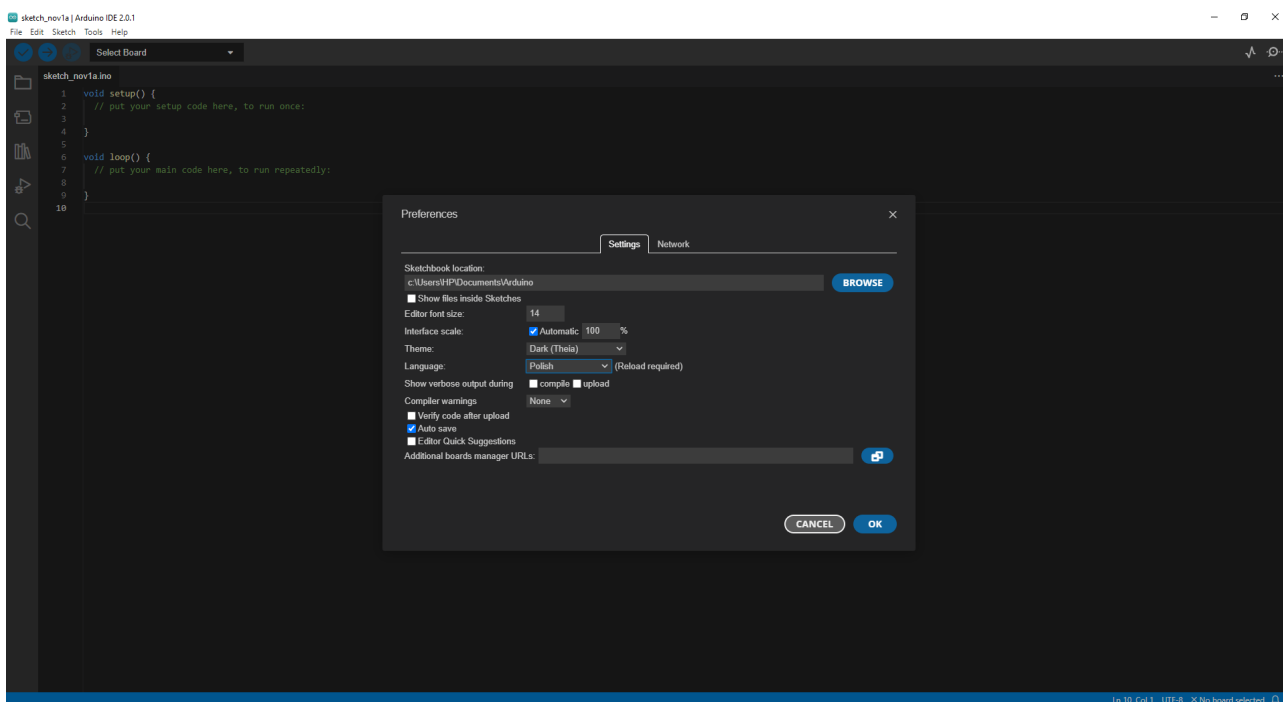 sketch_nov1a | Arduino IDE 2.0.1
File Edit Sketch Tools Help
Select Board
sketch_nov1a.ino
1 void setup() {
2 // put your setup code here, to run once:
3
4 }
5
6 void loop() {
7 // put your main code here, to run repeatedly:
8
9 }
10
Preferences
Settings Network
Sketchbook location:
c:\Users\HP\Documents\Arduino BROWSE
Show files inside Sketches
Editor font size: 14
Interface scale: Automatic 100 %
Theme: Dark (Theia)
Language: Polish (Reload required)
Show verbose output during compile upload
Compiler warnings None
Verify code after upload
Auto save
Editor Quick Suggestions
Additional boards manager URLs:
CANCEL OK
Ln 10, Col 1 UTF-8 No board selected